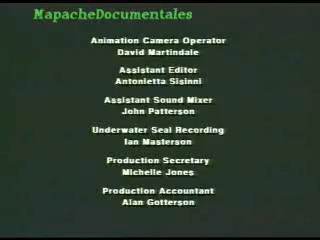 MapacheDocumentales
Animation Camera Operator
David Martindale
Assistant Editor
Antonietta Sisinni
Assistant Sound Mixer
John Patterson
Underwater Seal Recording
Ian Masterson
Production Secretary
Michelle Jones
Production Accountant
Alan Gotterson